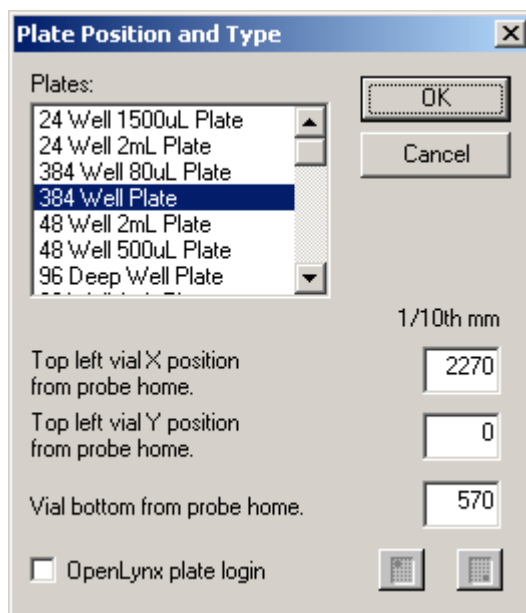 Plate Position and Type
Plates:
24 Well 1500uL Plate
24 Well 2mL Plate
384 Well 80uL Plate
384 Well Plate
48 Well 2mL Plate
48 Well 500uL Plate
96 Deep Well Plate
OK
Cancel
1/10th mm
Top left vial X position
from probe home.
2270
Top left vial Y position
from probe home.
0
Vial bottom from probe home.
570
OpenLynx plate login